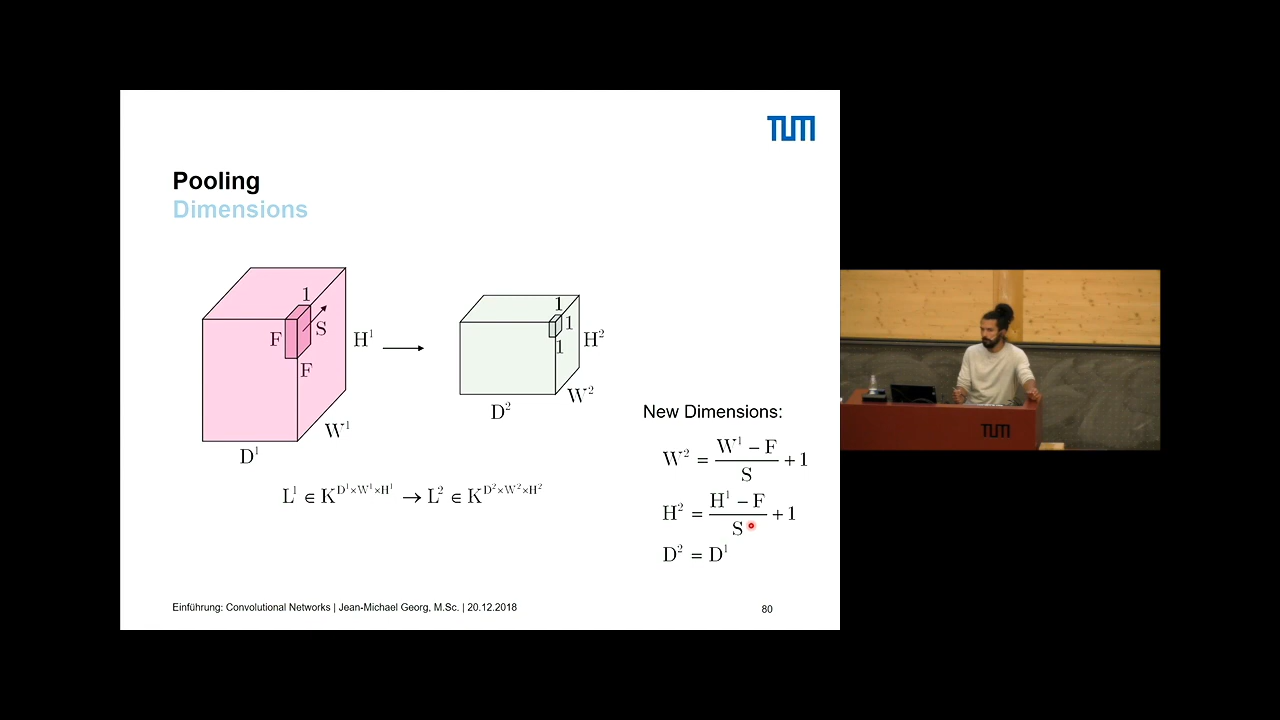 TUM
Pooling
Dimensions
1
F
S
F
H¹
W¹
D¹
1
1
1
H²
W²
D²
L¹ ∈ K^{D¹×W¹×H¹} → L² ∈ K^{D²×W²×H²}
New Dimensions:
W² = \frac{W¹ − F}{S} + 1
H² = \frac{H¹ − F}{S} + 1
D² = D¹
Einführung: Convolutional Networks | Jean-Michael Georg, M.Sc. | 20.12.2018
80
TUM